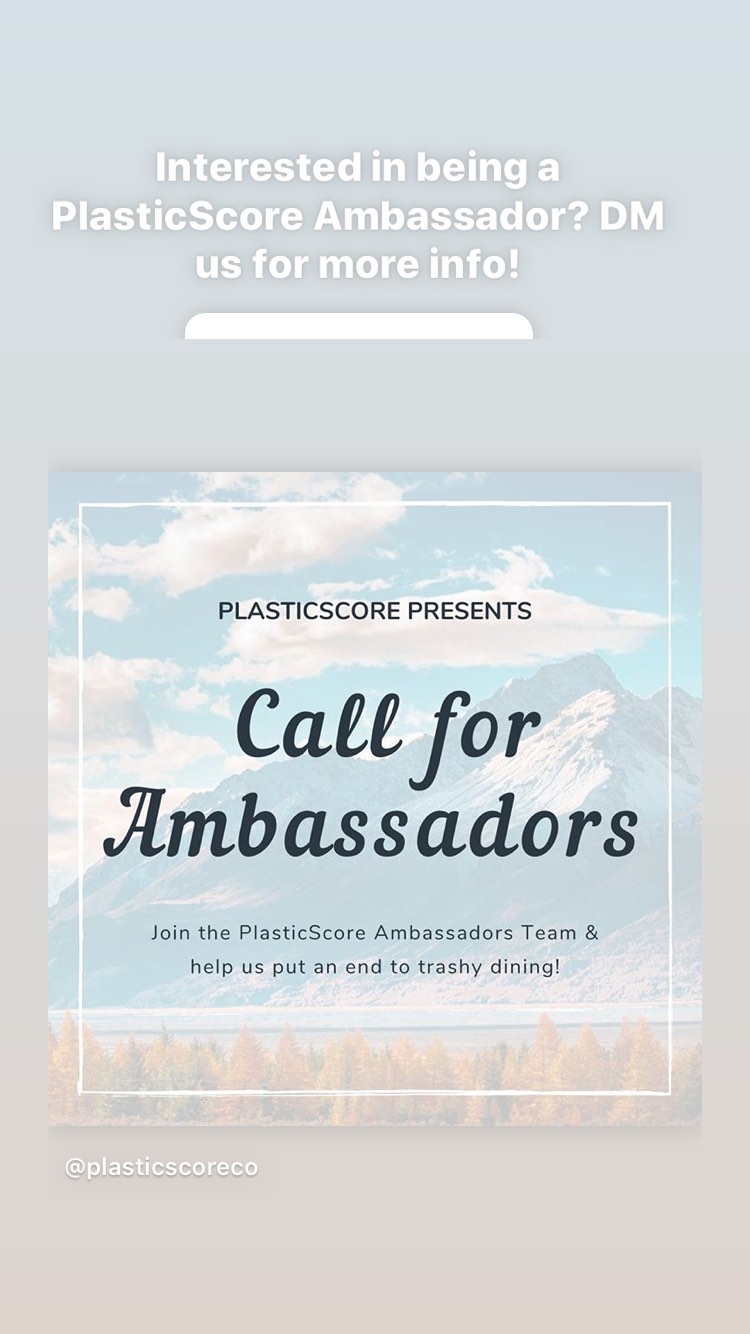 Interested in being a
PlasticScore Ambassador? DM
us for more info!
PLASTICSCORE PRESENTS
Call for
Ambassadors
Join the PlasticScore Ambassadors Team &
help us put an end to trashy dining!
@plasticscoreco